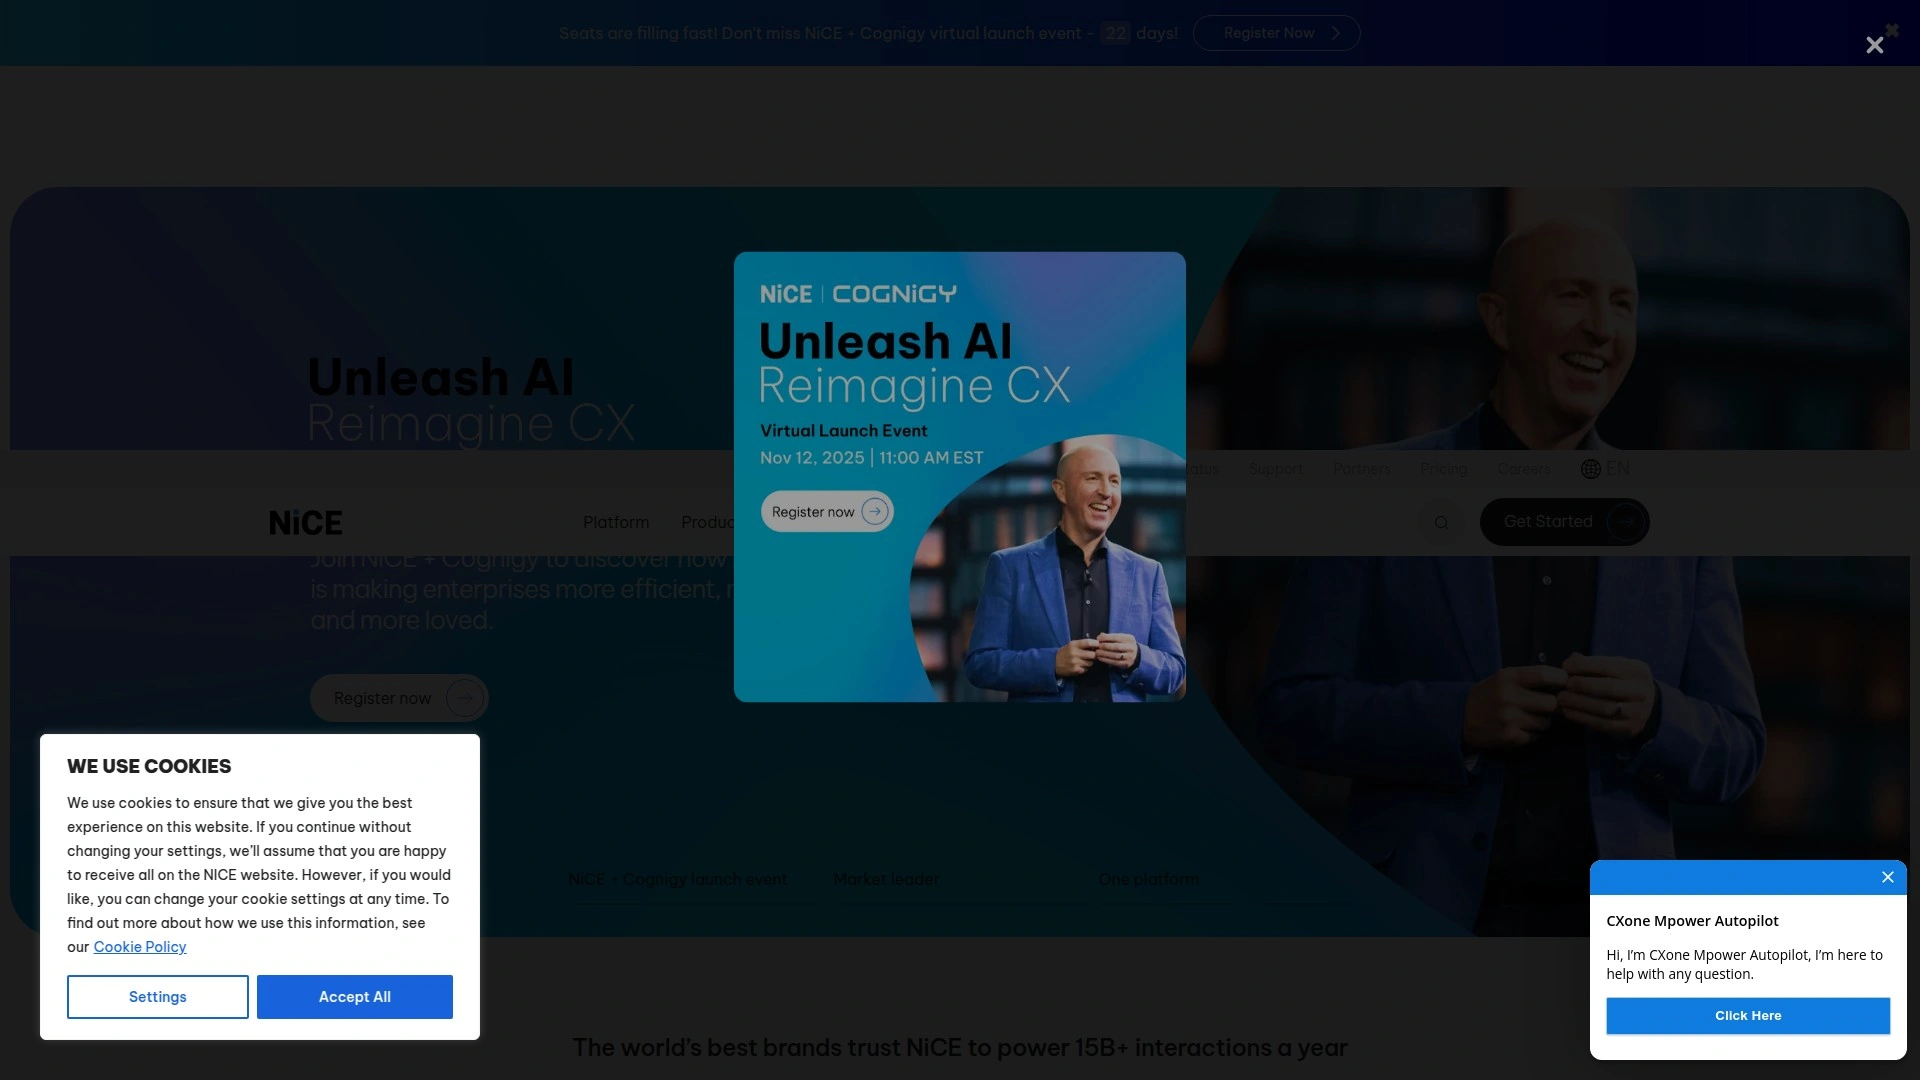 Seats are filling fast! Don't miss NiCE + Cognigy virtual launch event - 22 days!
Register Now
Unleash AI
Reimagine CX
NiCE | COGNiGY
Unleash AI
Reimagine CX
Virtual Launch Event
Nov 12, 2025 | 11:00 AM EST
Register now
Support
Partners
Pricing
Careers
EN
NiCE
Platform
Get Started
Join NiCE + Cognigy to discover how
is making enterprises more efficient,
and more loved.
Register now
WE USE COOKIES
We use cookies to ensure that we give you the best
experience on this website. If you continue without
changing your settings, we’ll assume that you are happy
to receive all on the NICE website. However, if you would
like, you can change your cookie settings at any time. To
find out more about how we use this information, see
our Cookie Policy
Settings
Accept All
NiCE + Cognigy launch event
Market leader
One platform
CXone Mpower Autopilot
Hi, I’m CXone Mpower Autopilot, I’m here to
help with any question.
Click Here
The world’s best brands trust NiCE to power 15B+ interactions a year